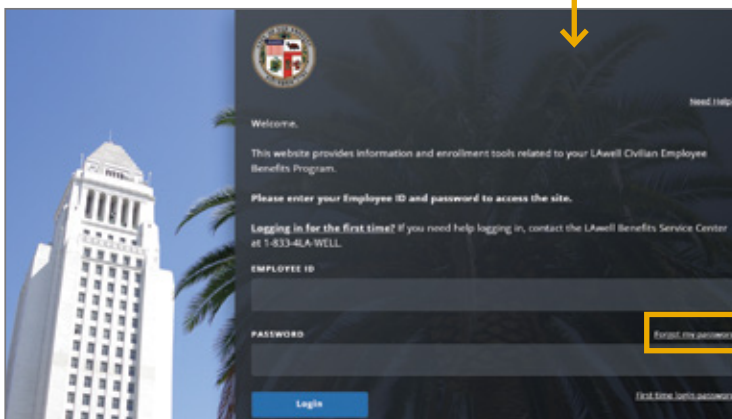 Need Help
Welcome.
This website provides information and enrollment tools related to your LAwell Civilian Employee
Benefits Program.
Please enter your Employee ID and password to access the site.
Logging in for the first time? If you need help logging in, contact the LAwell Benefits Service Center
at 1-833-4LA-WELL.
EMPLOYEE ID
PASSWORD
Forgot my password
Login
First time login password